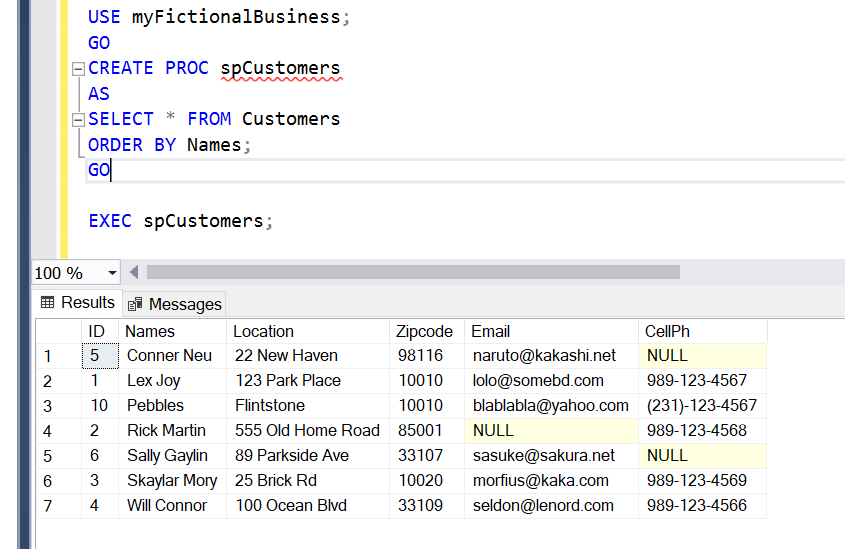 USE myFictionalBusiness;
GO
CREATE PROC spCustomers
AS
SELECT * FROM Customers
ORDER BY Names;
GO
EXEC spCustomers;
100 %
Results Messages
ID Names Location Zipcode Email CellPh
1 5 Conner Neu 22 New Haven 98116 naruto@kakashi.net NULL
2 1 Lex Joy 123 Park Place 10010 lolo@somebd.com 989-123-4567
3 10 Pebbles Flintstone 10010 blablabla@yahoo.com (231)-123-4567
4 2 Rick Martin 555 Old Home Road 85001 NULL 989-123-4568
5 6 Sally Gaylin 89 Parkside Ave 33107 sasuke@sakura.net NULL
6 3 Skaylar Mory 25 Brick Rd 10020 morfius@kaka.com 989-123-4569
7 4 Will Connor 100 Ocean Blvd 33109 seldon@lenord.com 989-123-4566